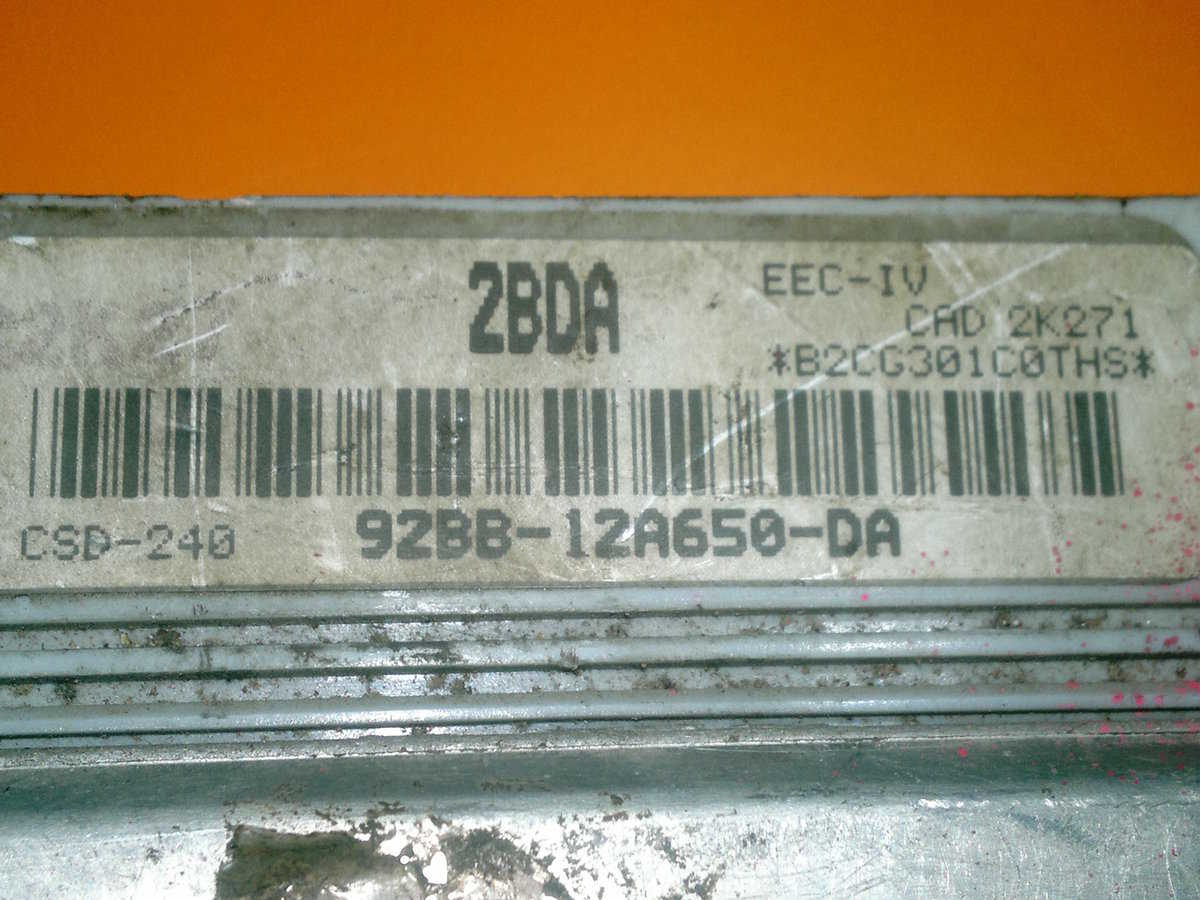 2BDA
EEC-IV
CAD 2K271
*B2CG301C0THS*
CSD-240
92BB-12A650-DA